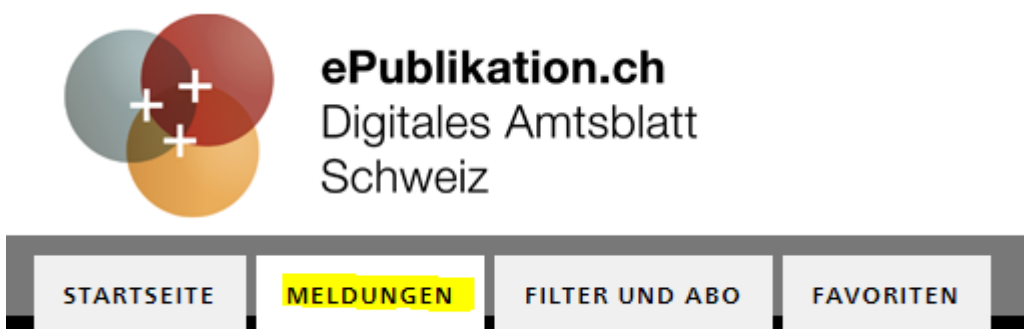 ePublikation.ch
Digitales Amtsblatt
Schweiz
STARTSEITE MELDUNGEN FILTER UND ABO FAVORITEN